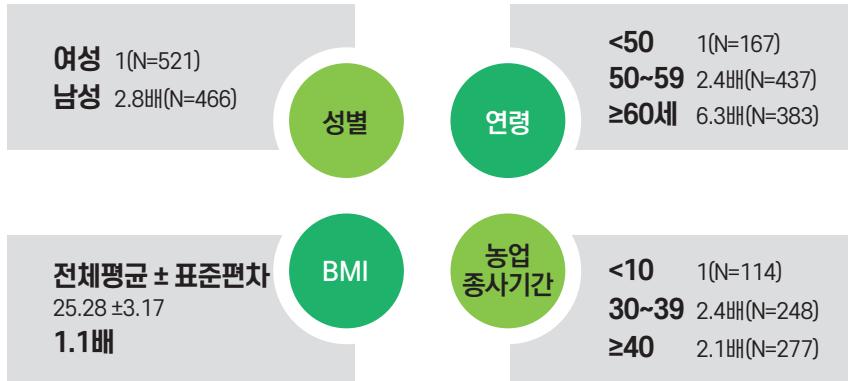 여성 1(N=521)
남성 2.8배(N=466)
성별
연령
<50 1(N=167)
50~59 2.4배(N=437)
≥60세 6.3배(N=383)
전체평균 ± 표준편차
25.28 ±3.17
1.1배
BMI
농업
종사기간
<10 1(N=114)
30~39 2.4배(N=248)
≥40 2.1배(N=277)